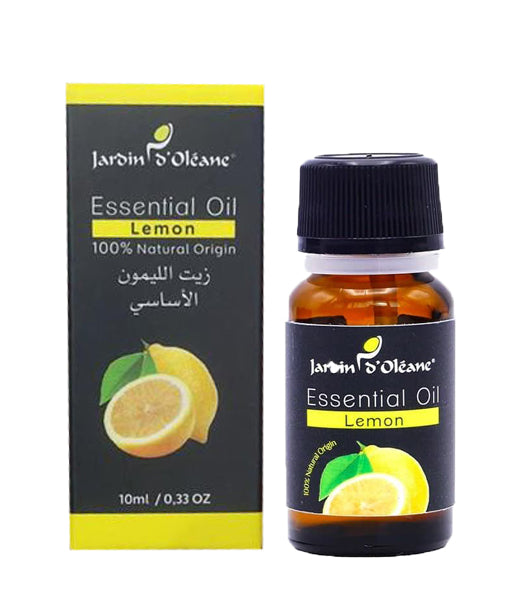 Jardin d'Oléane®
Essential Oil
Lemon
100% Natural Origin
زيت الليمون
الأساسي
10ml / 0,33 OZ
Jardin d'Oléane®
Essential Oil
Lemon
100% Natural Origin